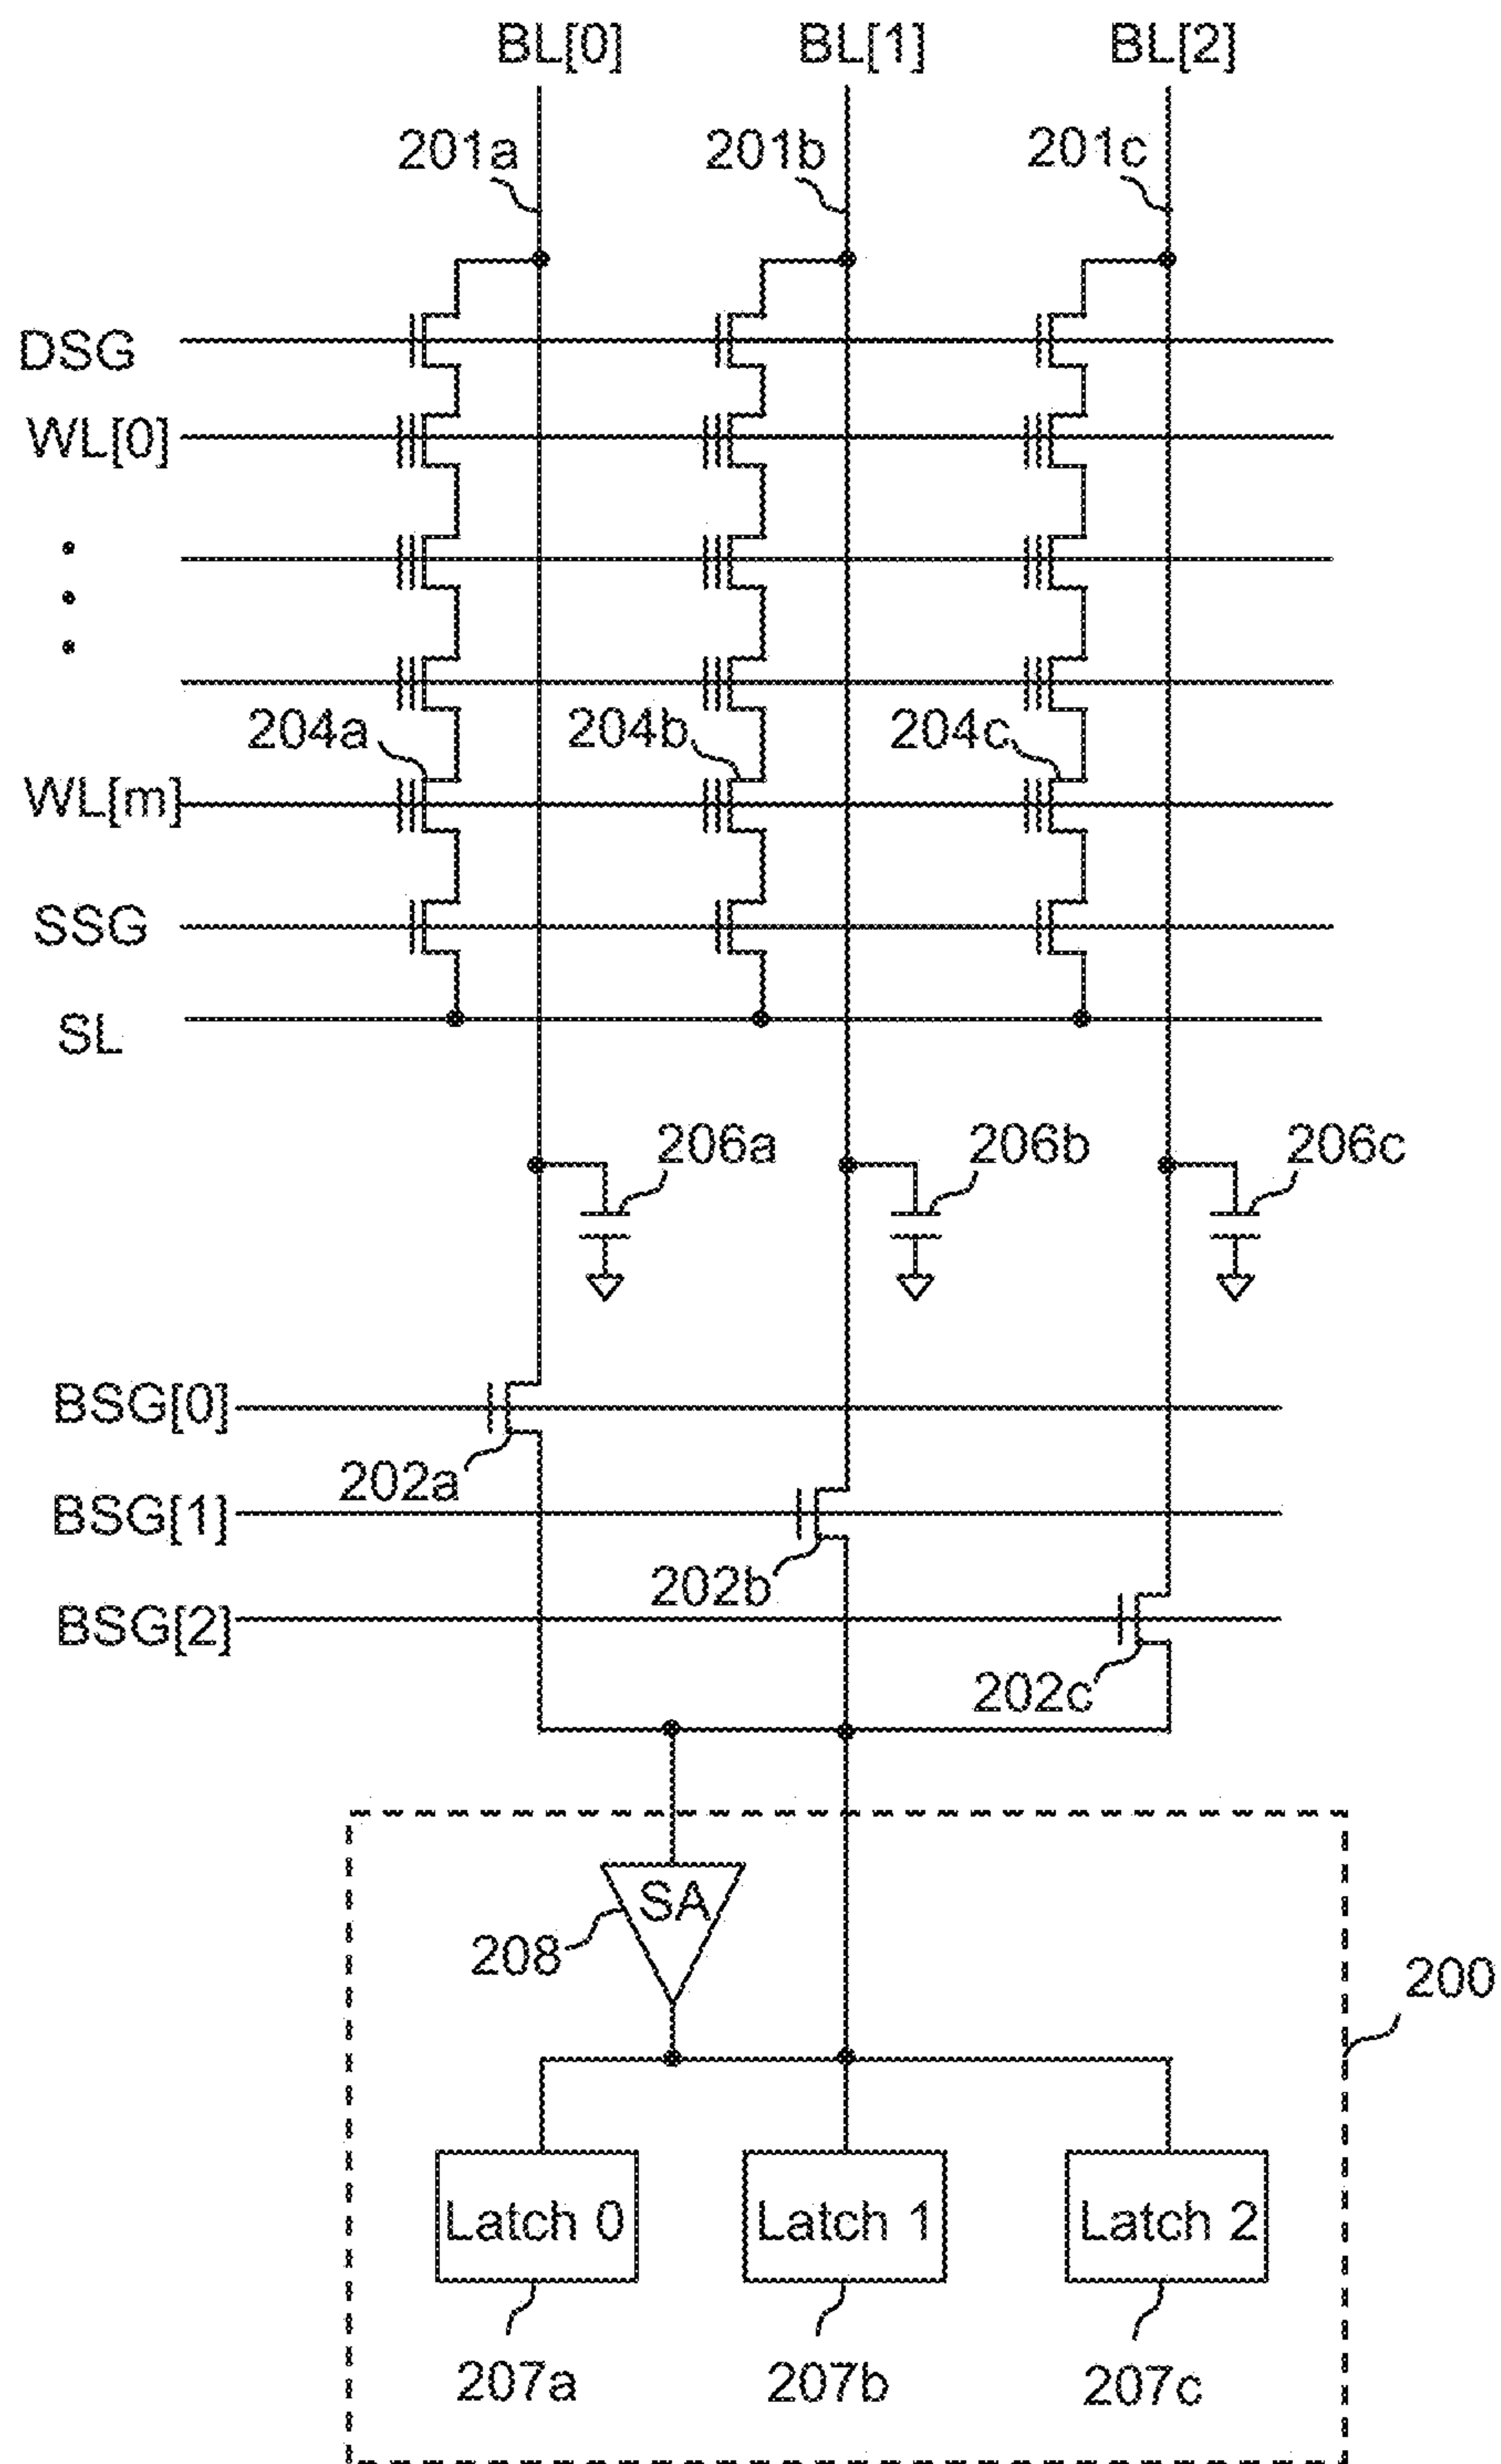 BL[0] BL[1] BL[2]
201a 201b 201c
DSG
WL[0]
204a 204b 204c
WL[m]
SSG
SL
206a 206b 206c
BSG[0]
202a
BSG[1]
202b
BSG[2]
202c
SA
208
200
Latch 0 Latch 1 Latch 2
207a 207b 207c